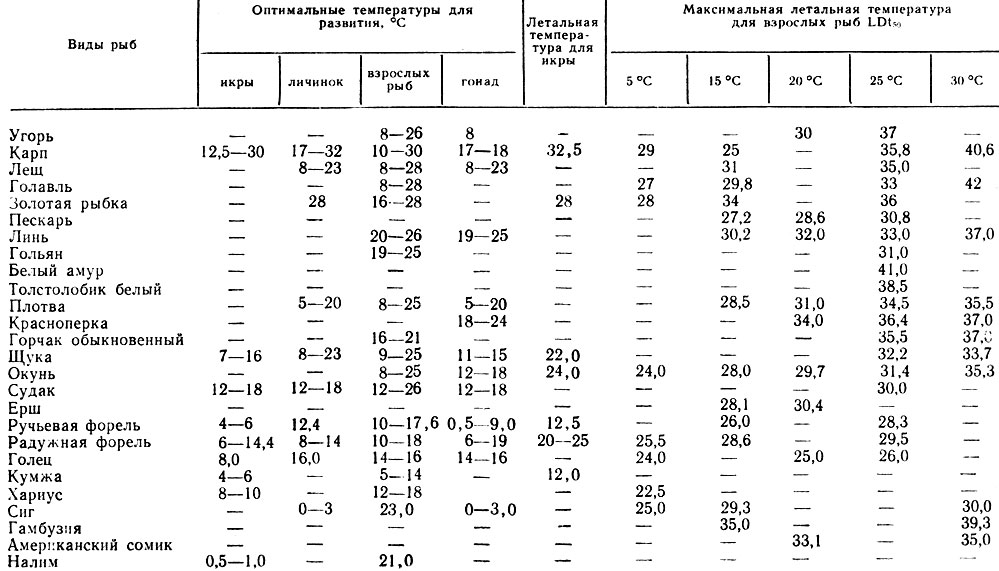 Виды рыб | Оптимальные температуры для развития, °С | Летальная температура для икры | Максимальная летальная температура для взрослых рыб LDt₅₀
икры | личинок | взрослых рыб | гонад | 5 °С | 15 °С | 20 °С | 25 °С | 30 °С
Угорь — — 8—26 8 — — — 30 37 —
Карп 12,5—30 17—32 10—30 17—18 32,5 29 25 — 35,8 40,6
Лещ — 8—23 8—28 8—23 — — 31 — 35,0 —
Голавль — — 8—28 — — 27 29,8 — 33 42
Золотая рыбка — 28 16—28 — 28 28 34 — 36 —
Пескарь — — — — — — 27,2 28,6 30,8 —
Линь — — 20—26 19—25 — — 30,2 32,0 33,0 37,0
Гольян — — 19—25 — — — — — 31,0 —
Белый амур — — — — — — — — 41,0 —
Толстолобик белый — — — — — — — — 38,5 —
Плотва — 5—20 8—25 5—20 — — 28,5 31,0 34,5 35,5
Красноперка — — — 18—24 — — — 34,0 36,4 37,0
Горчак обыкновенный — — 16—21 — — — — — 35,5
Щука 7—16 8—23 9—25 11—15 22,0 — — — 32,2 33,7
Окунь — — 8—25 12—18 24,0 24,0 28,0 29,7 31,4 35,3
Судак 12—18 12—18 12—26 12—18 — — — — 30,0 —
Ерш — — — — — — 28,1 30,4 — —
Ручьевая форель 4—6 12,4 10—17,6 0,5—9,0 12,5 — 26,0 — 28,3 —
Радужная форель 6—14,4 8—14 10—18 6—19 20—25 25,5 28,6 — 29,5 —
Голец 8,0 16,0 14—16 14—16 — 24,0 — 25,0 26,0 —
Кумжа 4—6 — 5—14 — 12,0 — — — — —
Хариус 8—10 — 12—18 — — 22,5 — — — —
Сиг — 0—3 23,0 0—3,0 — 25,0 29,3 — — 30,0
Гамбузия — — — — — — 35,0 — — 39,3
Американский сомик — — — — — — — 33,1 — 35,0
Налим 0,5—1,0 — 21,0 — — — — — — —